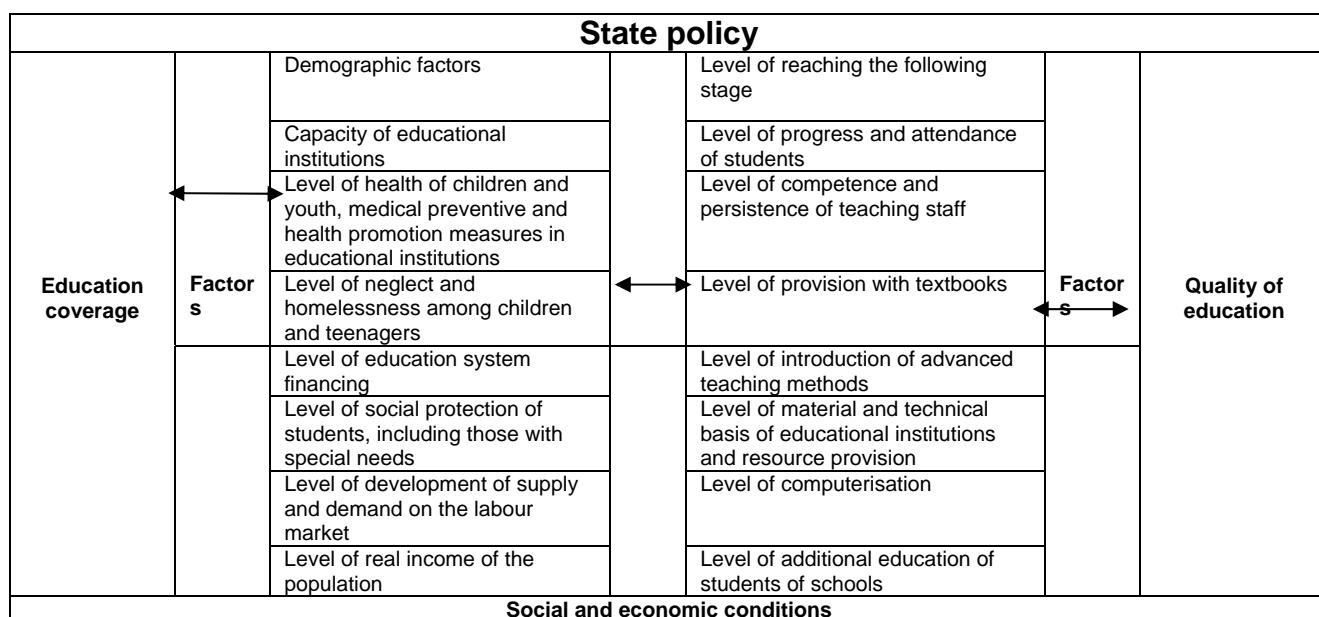 State policy
Education
coverage
Factor
s
Demographic factors
Capacity of educational
institutions
Level of health of children and
youth, medical preventive and
health promotion measures in
educational institutions
Level of neglect and
homelessness among children
and teenagers
Level of education system
financing
Level of social protection of
students, including those with
special needs
Level of development of supply
and demand on the labour
market
Level of real income of the
population
Level of reaching the following
stage
Level of progress and attendance
of students
Level of competence and
persistence of teaching staff
Level of provision with textbooks
Level of introduction of advanced
teaching methods
Level of material and technical
basis of educational institutions
and resource provision
Level of computerisation
Level of additional education of
students of schools
Factor
s
Quality of
education
Social and economic conditions